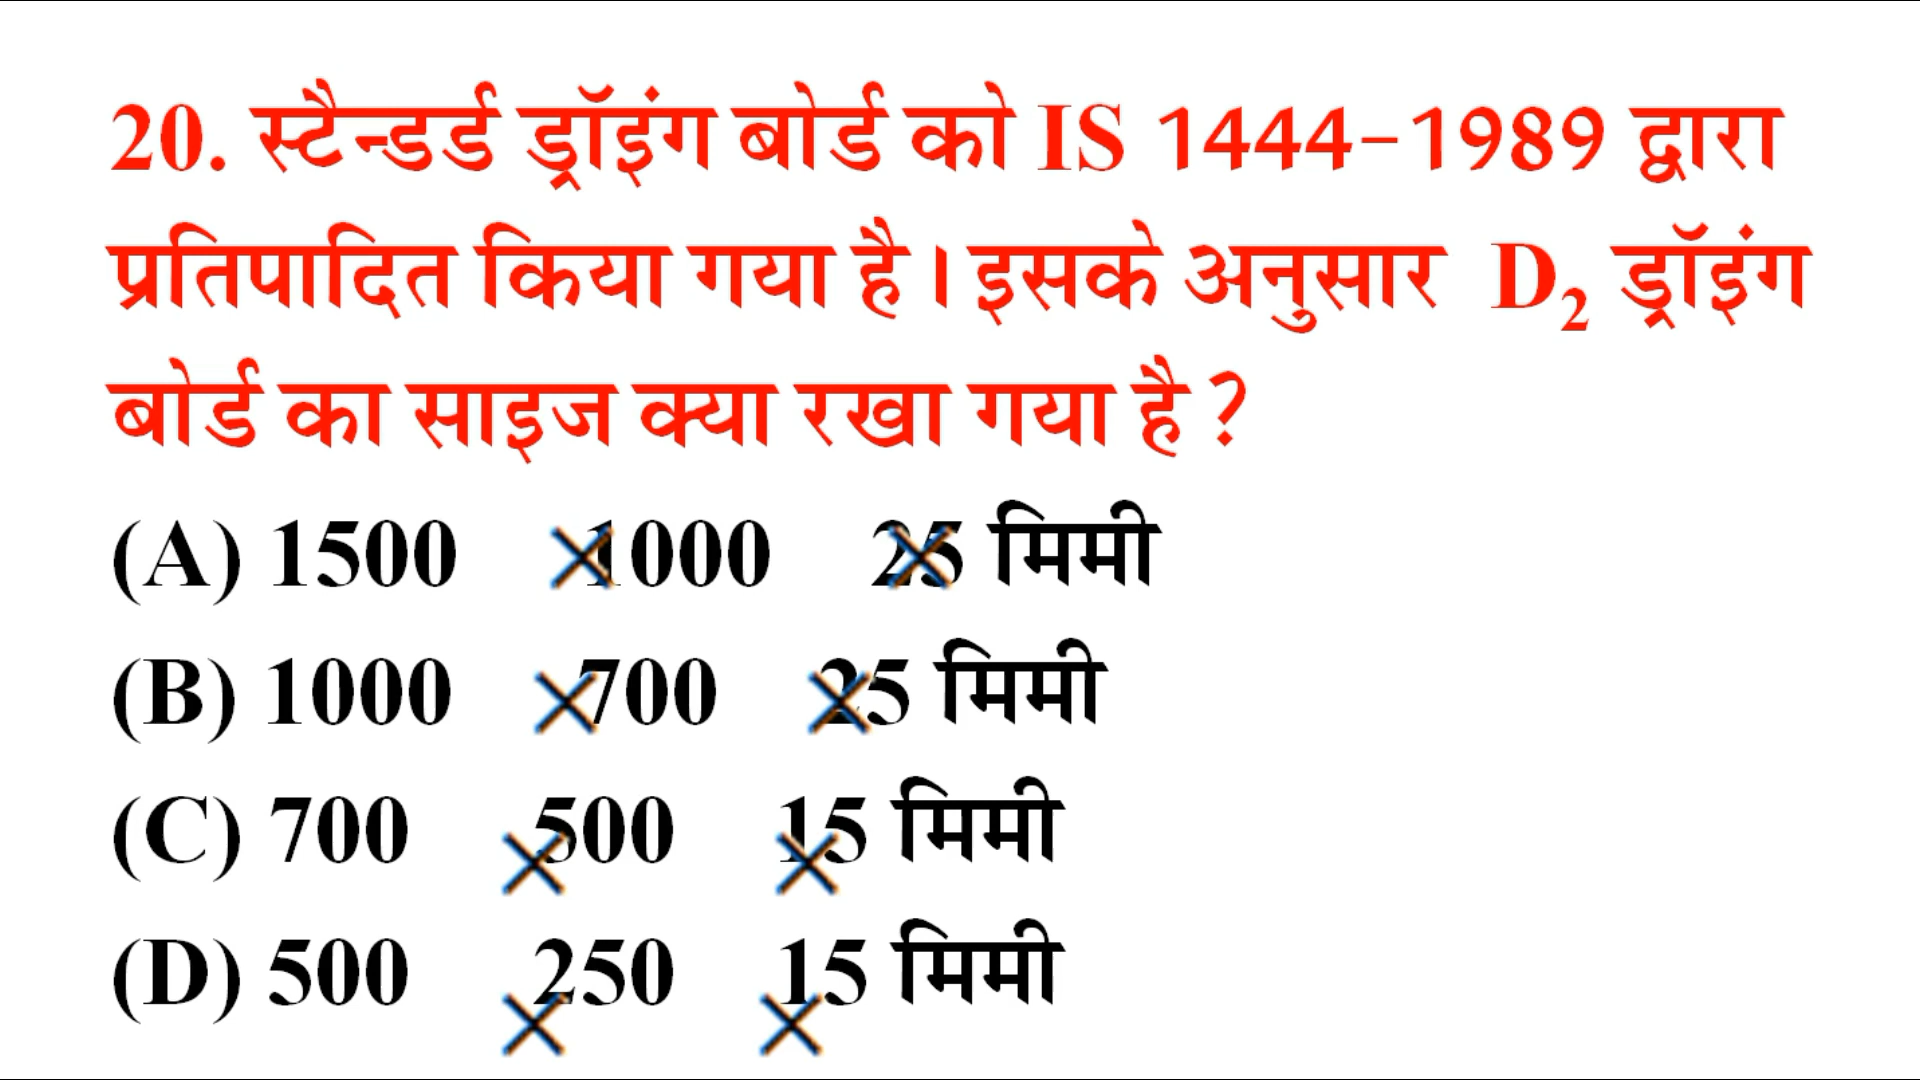 20. स्टैन्डर्ड ड्रॉइंग बोर्ड को IS 1444-1989 द्वारा
प्रतिपादित किया गया है। इसके अनुसार D₂ ड्रॉइंग
बोर्ड का साइज क्या रखा गया है?
(A) 1500 × 1000 × 25 मिमी
(B) 1000 × 700 × 25 मिमी
(C) 700 × 500 × 15 मिमी
(D) 500 × 250 × 15 मिमी